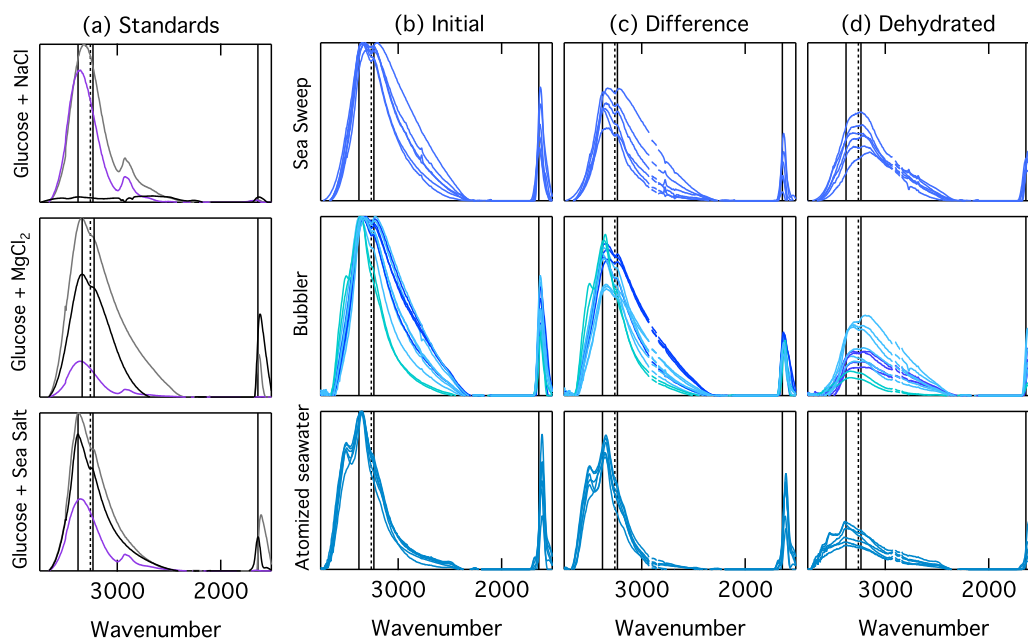 (a) Standards
(b) Initial
(c) Difference
(d) Dehydrated
Glucose + NaCl
Sea Sweep
Glucose + MgCl₂
Bubbler
Glucose + Sea Salt
Atomized seawater
3000 2000
3000 2000
3000 2000
3000 2000
Wavenumber
Wavenumber
Wavenumber
Wavenumber